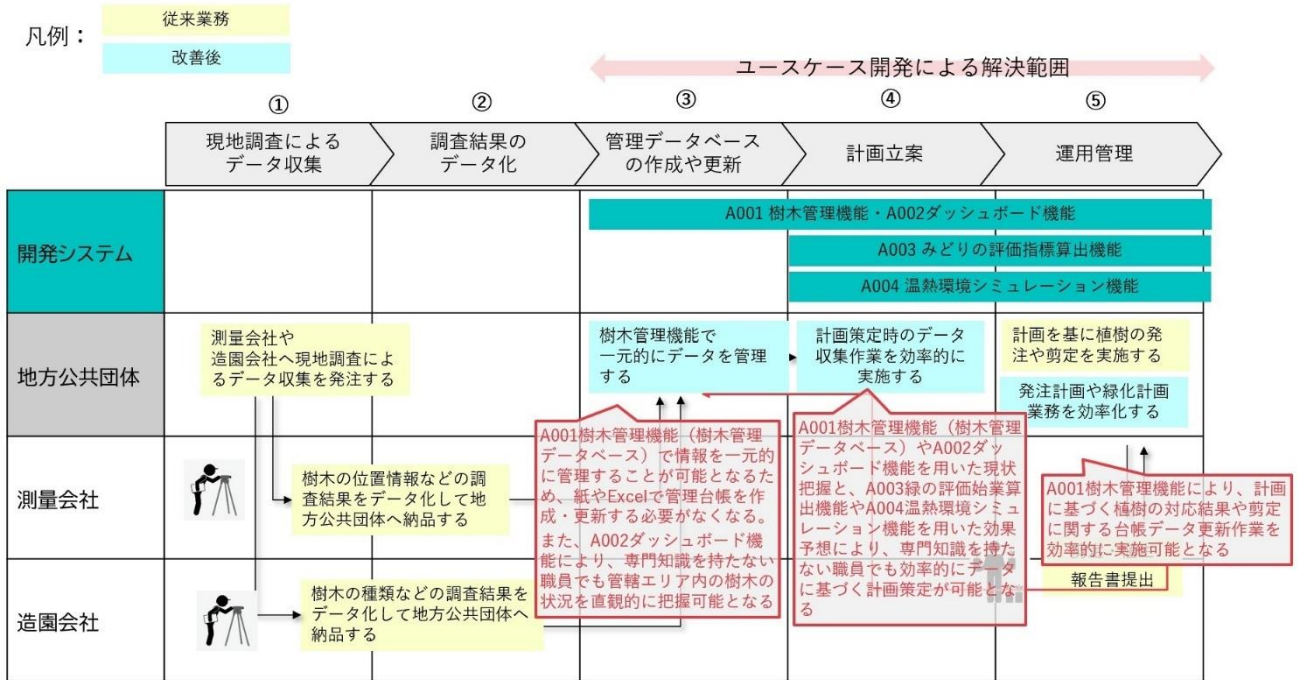 凡例：
従来業務
改善後
ユースケース開発による解決範囲
①
②
③
④
⑤
現地調査による
データ収集
調査結果の
データ化
管理データベース
の作成や更新
計画立案
運用管理
開発システム
A001 樹木管理機能・A002ダッシュボード機能
A003 みどりの評価指標算出機能
A004 温熱環境シミュレーション機能
地方公共団体
測量会社や
造園会社へ現地調査によ
るデータ収集を発注する
樹木管理機能で
一元的にデータを管理
する
計画策定時のデータ
収集作業を効率的に
実施する
計画を基に植樹の発
注や剪定を実施する
発注計画や緑化計画
業務を効率化する
測量会社
樹木の位置情報などの調
査結果をデータ化して地
方公共団体へ納品する
A001樹木管理機能（樹木管理
データベース）で情報を一元的
に管理することが可能となるた
め、紙やExcelで管理台帳を作
成・更新する必要がなくなる。
また、A002ダッシュボード機
能により、専門知識を持たない
職員でも管轄エリア内の樹木の
状況を直観的に把握可能となる
A001樹木管理機能（樹木管理
データベース）やA002ダッ
シュボード機能を用いた現状
把握と、A003緑の評価始業算
出機能やA004温熱環境シミュ
レーション機能を用いた効果
予想により、専門知識を持た
ない職員でも効率的にデータ
に基づく計画策定が可能とな
る
A001樹木管理機能により、計画
に基づく植樹の対応結果や剪定
に関する台帳データ更新作業を
効率的に実施可能となる
報告書提出
造園会社
樹木の種類などの調査結果を
データ化して地方公共団体へ
納品する